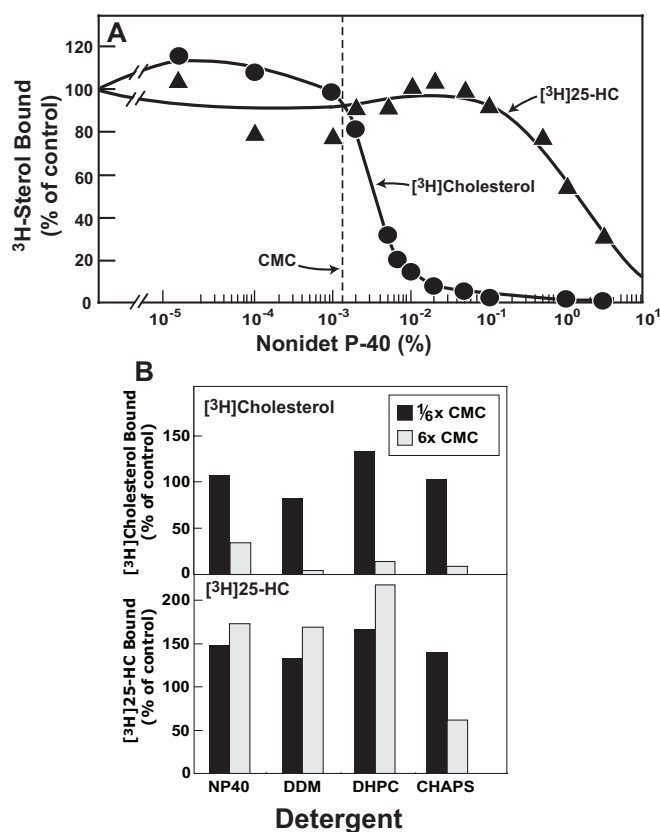 A
³H-Sterol Bound
(% of control)
120
100
80
60
40
20
0
[³H]25-HC
[³H]Cholesterol
CMC
10⁻⁵
10⁻⁴
10⁻³
10⁻²
10⁻¹
10⁰
10¹
Nonidet P-40 (%)
B
[³H]Cholesterol
⅙x CMC
6x CMC
[³H]Cholesterol Bound
(% of control)
150
100
50
0
[³H]25-HC
[³H]25-HC Bound
(% of control)
200
150
100
50
0
NP40
DDM
DHPC
CHAPS
Detergent